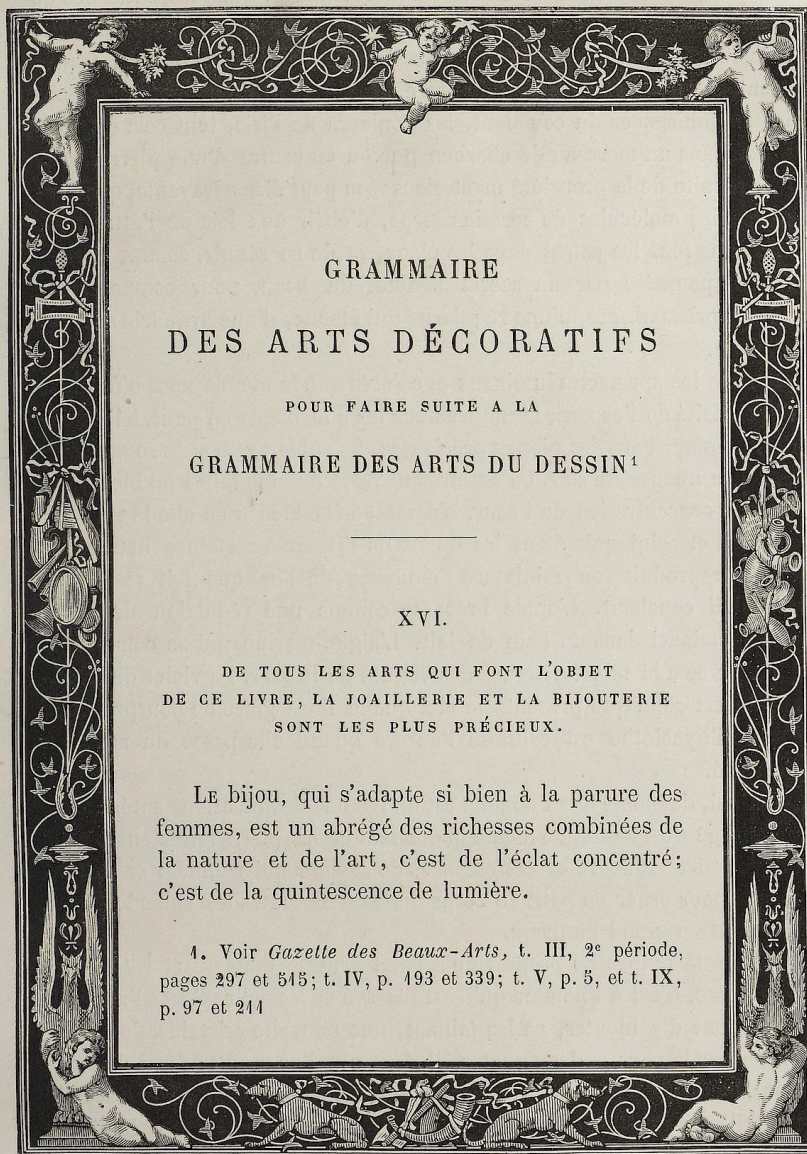 GRAMMAIRE
DES ARTS DÉCORATIFS
POUR FAIRE SUITE A LA
GRAMMAIRE DES ARTS DU DESSIN¹
XVI.
DE TOUS LES ARTS QUI FONT L'OBJET
DE CE LIVRE, LA JOAILLERIE ET LA BIJOUTERIE
SONT LES PLUS PRÉCIEUX.
LE bijou, qui s'adapte si bien à la parure des
femmes, est un abrégé des richesses combinées de
la nature et de l'art, c'est de l'éclat concentré;
c'est de la quintescence de lumière.
1. Voir Gazette des Beaux-Arts, t. III, 2e période,
pages 297 et 515; t. IV, p. 193 et 339; t. V, p. 5, et t. IX,
p. 97 et 211